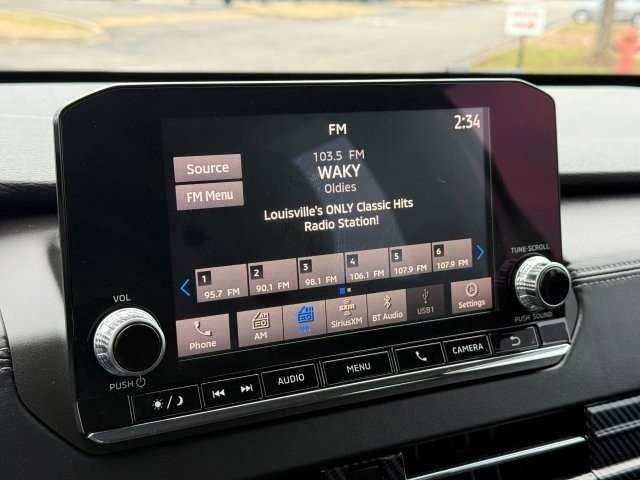 FM
2:34
Source
103.5 FM
WAKY
Oldies
FM Menu
Louisville's ONLY Classic Hits
Radio Station!
1 2 3 4 5 6
95.7 FM 90.1 FM 98.1 FM 106.1 FM 107.9 FM 107.9 FM
Phone AM FM SiriusXM BT Audio USB1 Settings
sxm
VOL
PUSH
TUNE·SCROLL
PUSH SOUND
AUDIO MENU CAMERA